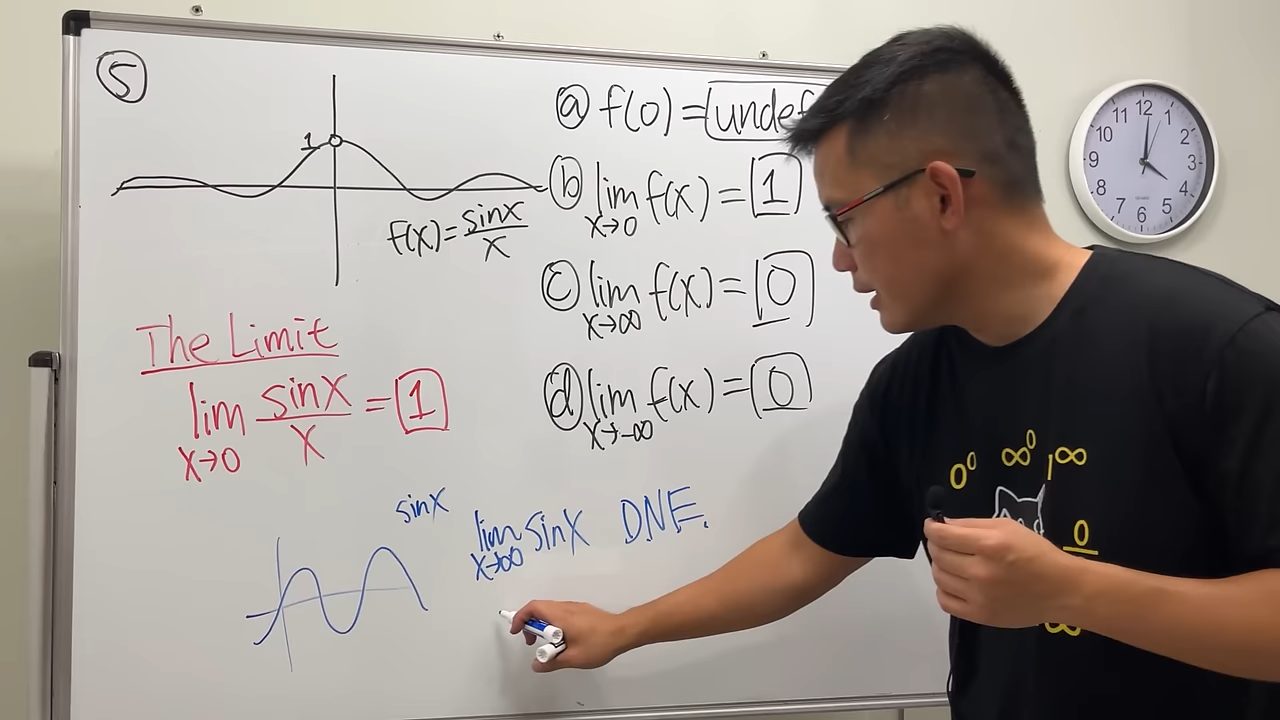 ⑤
1
f(x) = sinx/x
ⓐ f(0) = undef
ⓑ lim x→0 f(x) = 1
ⓒ lim x→∞ f(x) = 0
ⓓ lim x→-∞ f(x) = 0
The Limit
lim x→0 sinx/x = 1
sinx
lim x→∞ sinx DNE.
12
1
2
3
4
5
6
7
8
9
10
11
0⁰ ∞⁰ 1^∞
0